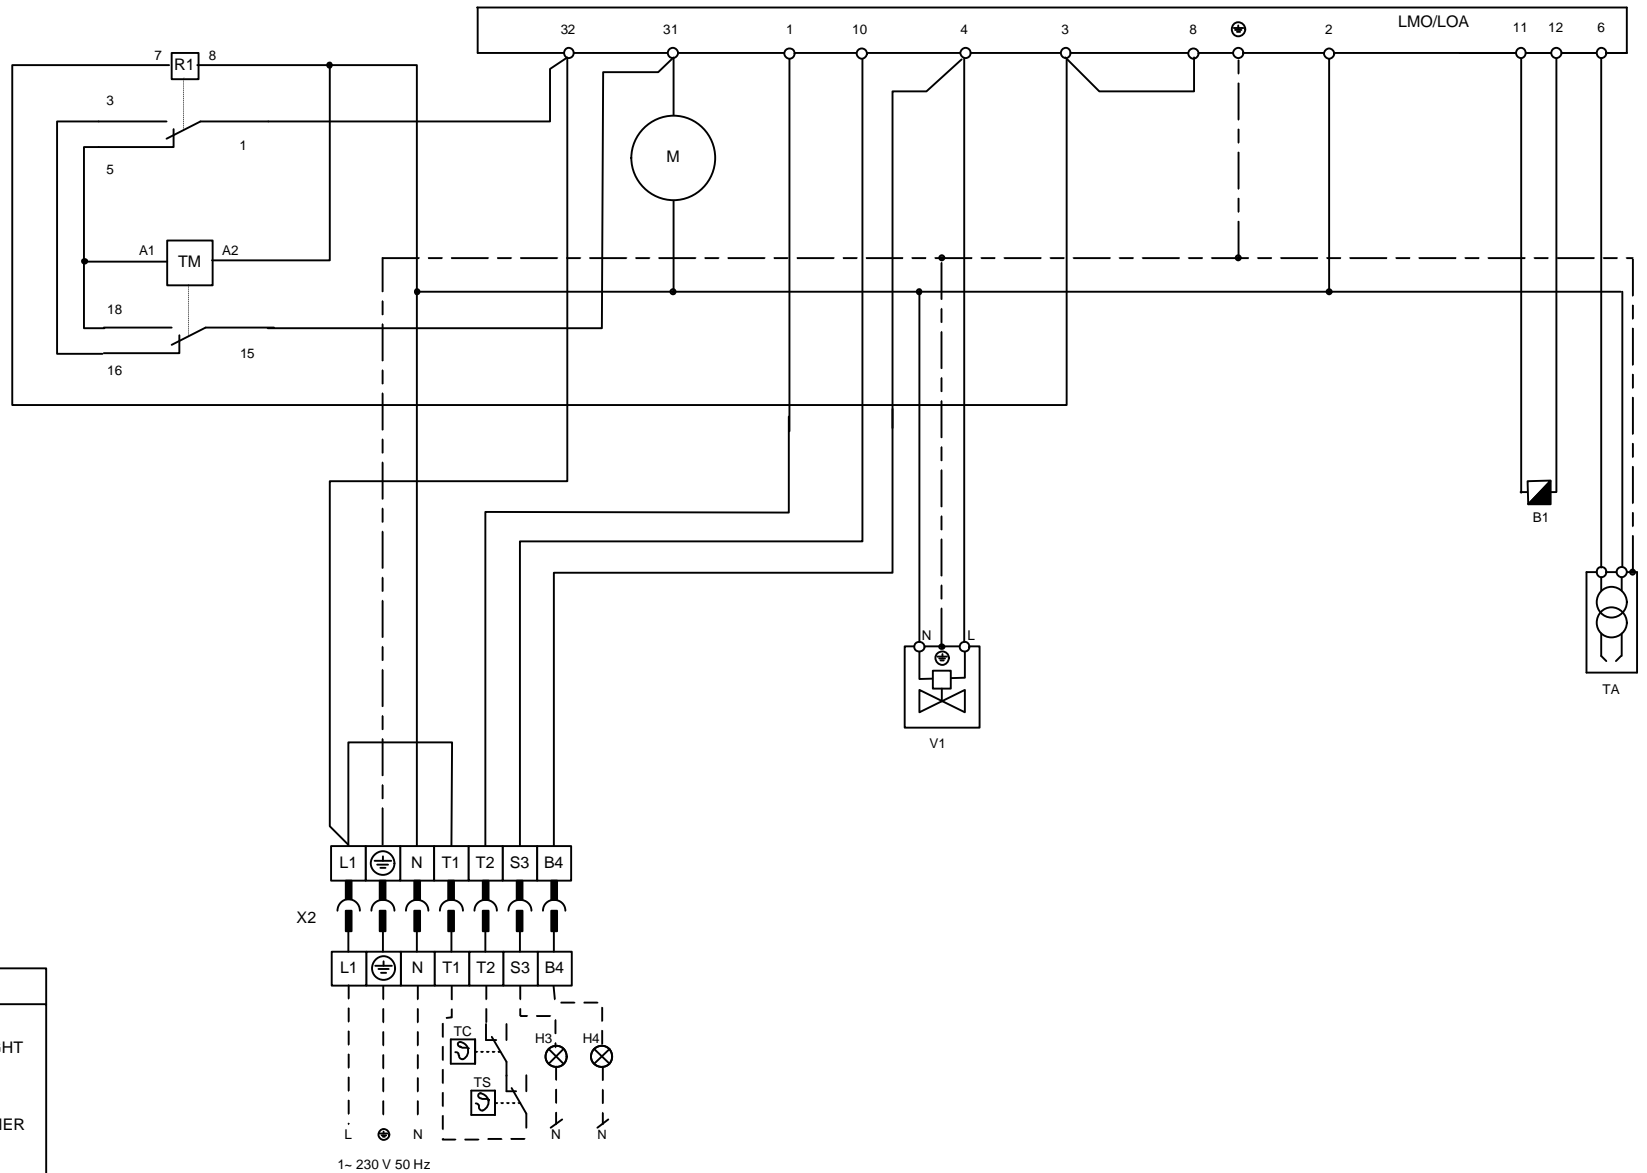 32 31 1 10 4 3 8 2 LMO/LOA 11 12 6
7 R1 8
3
1
5
M
A1 TM A2
18
15
16
B1
N L
V1
TA
L1 N T1 T2 S3 B4
X2
L1 N T1 T2 S3 B4
TC H3 H4
TS
L N N N
1~ 230 V 50 Hz